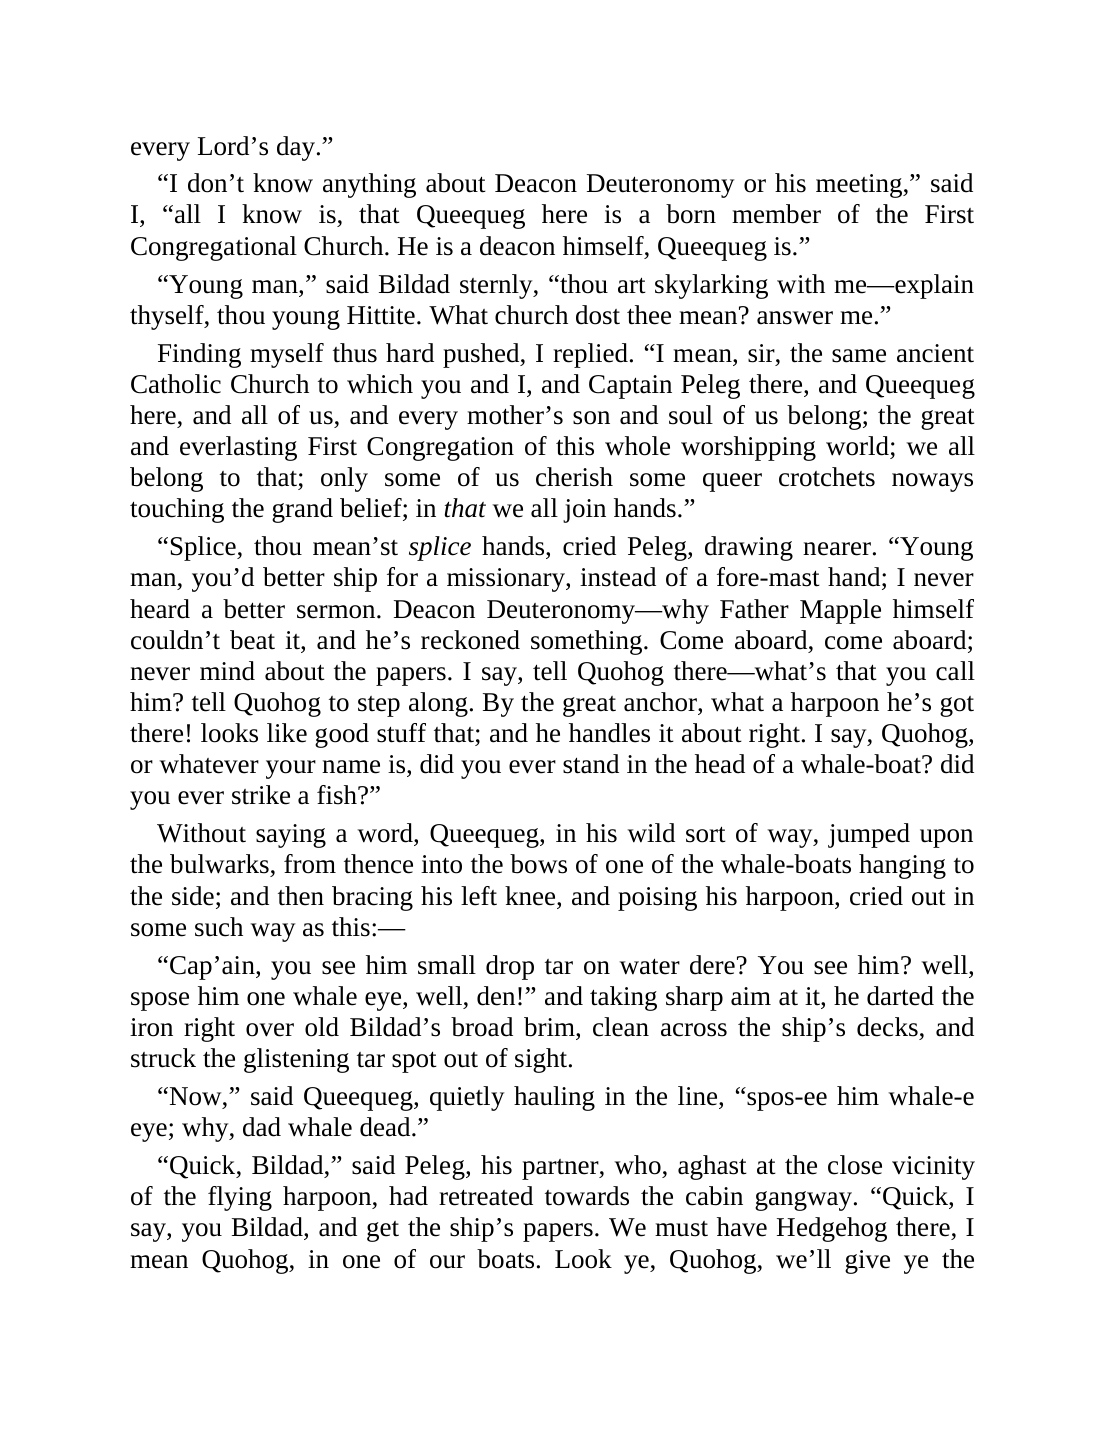 every Lord’s day.”
“I don’t know anything about Deacon Deuteronomy or his meeting,” said
I, “all I know is, that Queequeg here is a born member of the First
Congregational Church. He is a deacon himself, Queequeg is.”
“Young man,” said Bildad sternly, “thou art skylarking with me—explain
thyself, thou young Hittite. What church dost thee mean? answer me.”
Finding myself thus hard pushed, I replied. “I mean, sir, the same ancient
Catholic Church to which you and I, and Captain Peleg there, and Queequeg
here, and all of us, and every mother’s son and soul of us belong; the great
and everlasting First Congregation of this whole worshipping world; we all
belong to that; only some of us cherish some queer crotchets noways
touching the grand belief; in that we all join hands.”
“Splice, thou mean’st splice hands, cried Peleg, drawing nearer. “Young
man, you’d better ship for a missionary, instead of a fore-mast hand; I never
heard a better sermon. Deacon Deuteronomy—why Father Mapple himself
couldn’t beat it, and he’s reckoned something. Come aboard, come aboard;
never mind about the papers. I say, tell Quohog there—what’s that you call
him? tell Quohog to step along. By the great anchor, what a harpoon he’s got
there! looks like good stuff that; and he handles it about right. I say, Quohog,
or whatever your name is, did you ever stand in the head of a whale-boat? did
you ever strike a fish?”
Without saying a word, Queequeg, in his wild sort of way, jumped upon
the bulwarks, from thence into the bows of one of the whale-boats hanging to
the side; and then bracing his left knee, and poising his harpoon, cried out in
some such way as this:—
“Cap’ain, you see him small drop tar on water dere? You see him? well,
spose him one whale eye, well, den!” and taking sharp aim at it, he darted the
iron right over old Bildad’s broad brim, clean across the ship’s decks, and
struck the glistening tar spot out of sight.
“Now,” said Queequeg, quietly hauling in the line, “spos-ee him whale-e
eye; why, dad whale dead.”
“Quick, Bildad,” said Peleg, his partner, who, aghast at the close vicinity
of the flying harpoon, had retreated towards the cabin gangway. “Quick, I
say, you Bildad, and get the ship’s papers. We must have Hedgehog there, I
mean Quohog, in one of our boats. Look ye, Quohog, we’ll give ye the